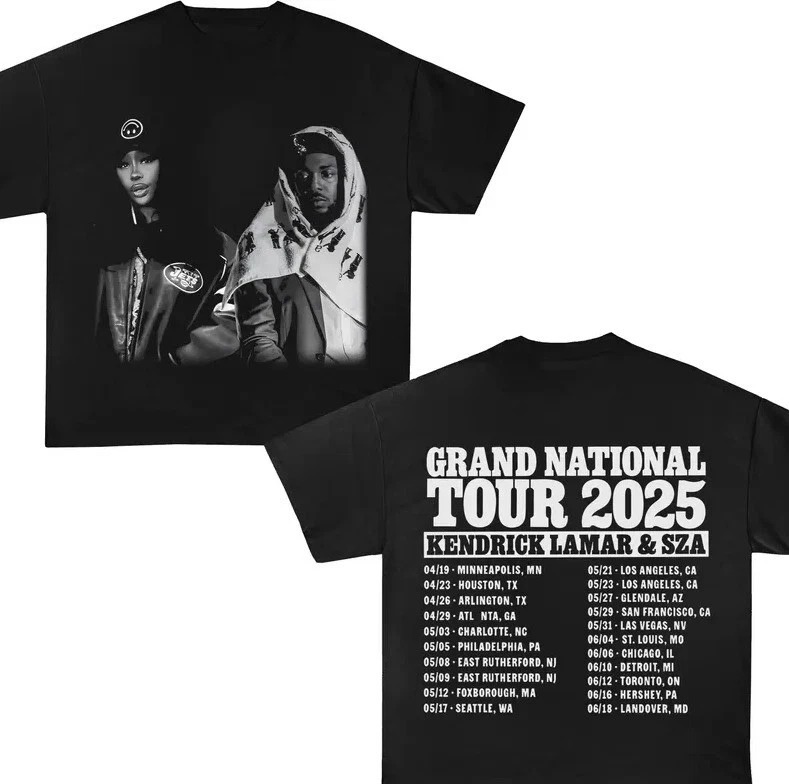 JETS
GRAND NATIONAL
TOUR 2025
KENDRICK LAMAR & SZA
04/19 · MINNEAPOLIS, MN
04/23 · HOUSTON, TX
04/26 · ARLINGTON, TX
04/29 · ATL NTA, GA
05/03 · CHARLOTTE, NC
05/05 · PHILADELPHIA, PA
05/08 · EAST RUTHERFORD, NJ
05/09 · EAST RUTHERFORD, NJ
05/12 · FOXBOROUGH, MA
05/17 · SEATTLE, WA
05/21 · LOS ANGELES, CA
05/23 · LOS ANGELES, CA
05/27 · GLENDALE, AZ
05/29 · SAN FRANCISCO, CA
05/31 · LAS VEGAS, NV
06/04 · ST. LOUIS, MO
06/06 · CHICAGO, IL
06/10 · DETROIT, MI
06/12 · TORONTO, ON
06/16 · HERSHEY, PA
06/18 · LANDOVER, MD